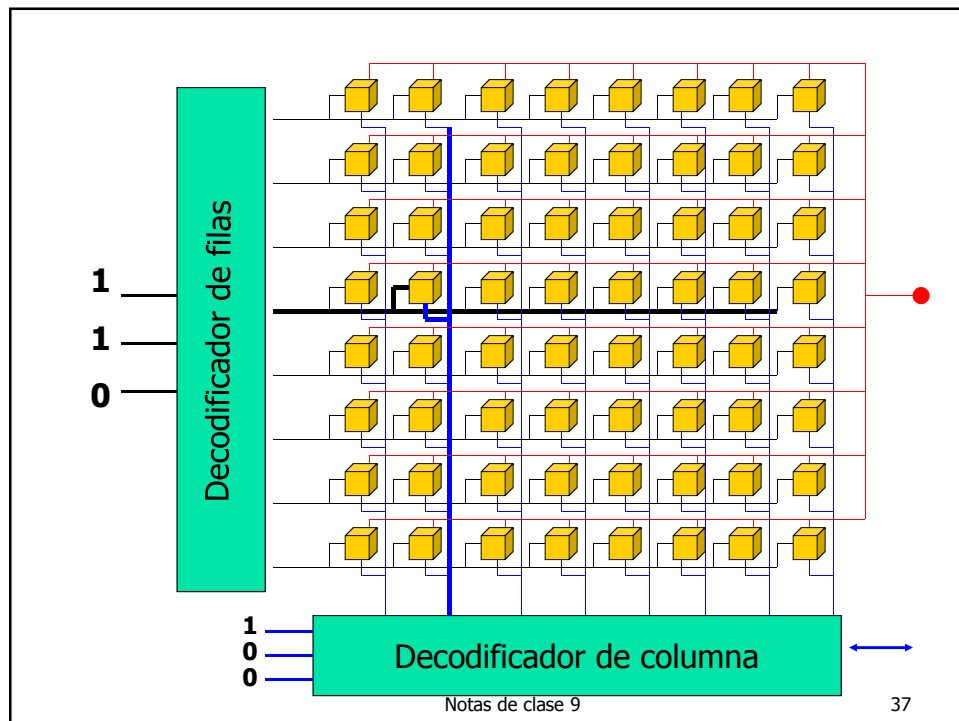 Decodificador de filas
1
1
0
1
0
0
Decodificador de columna
Notas de clase 9
37